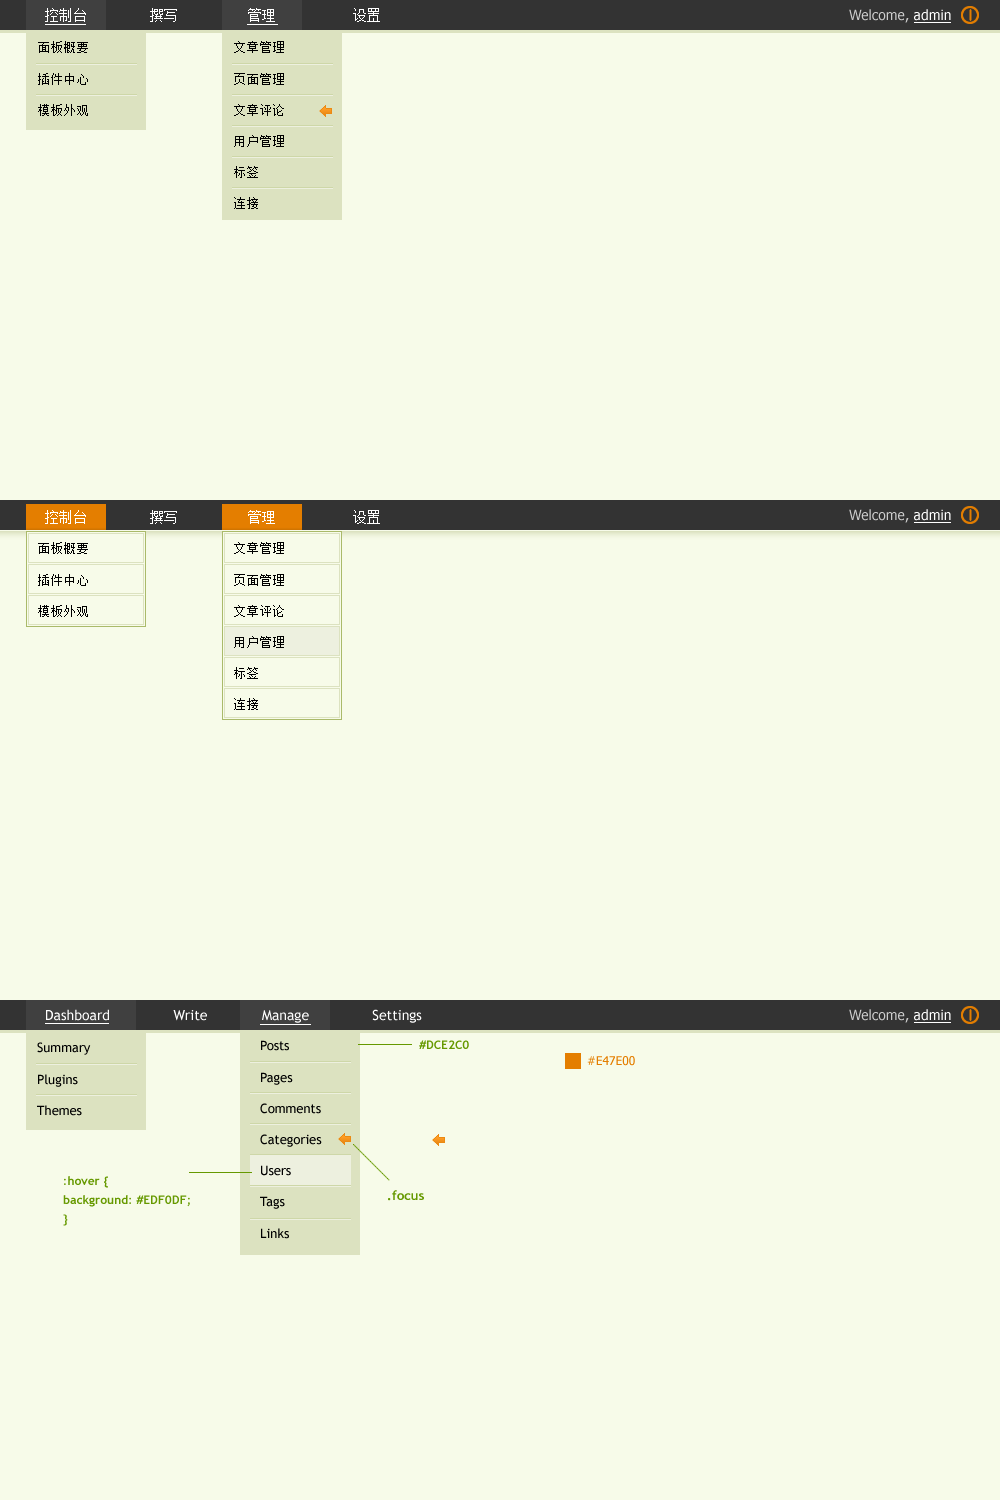 控制台 撰写 管理 设置 Welcome, admin
面板概要 文章管理
插件中心 页面管理
模板外观 文章评论
用户管理
标签
连接
控制台 撰写 管理 设置 Welcome, admin
面板概要 文章管理
插件中心 页面管理
模板外观 文章评论
用户管理
标签
连接
Dashboard Write Manage Settings Welcome, admin
Summary Posts #DCE2C0
#E47E00
Plugins Pages
Themes Comments
Categories
Users
:hover {
.focus
background: #EDF0DF; Tags
}
Links